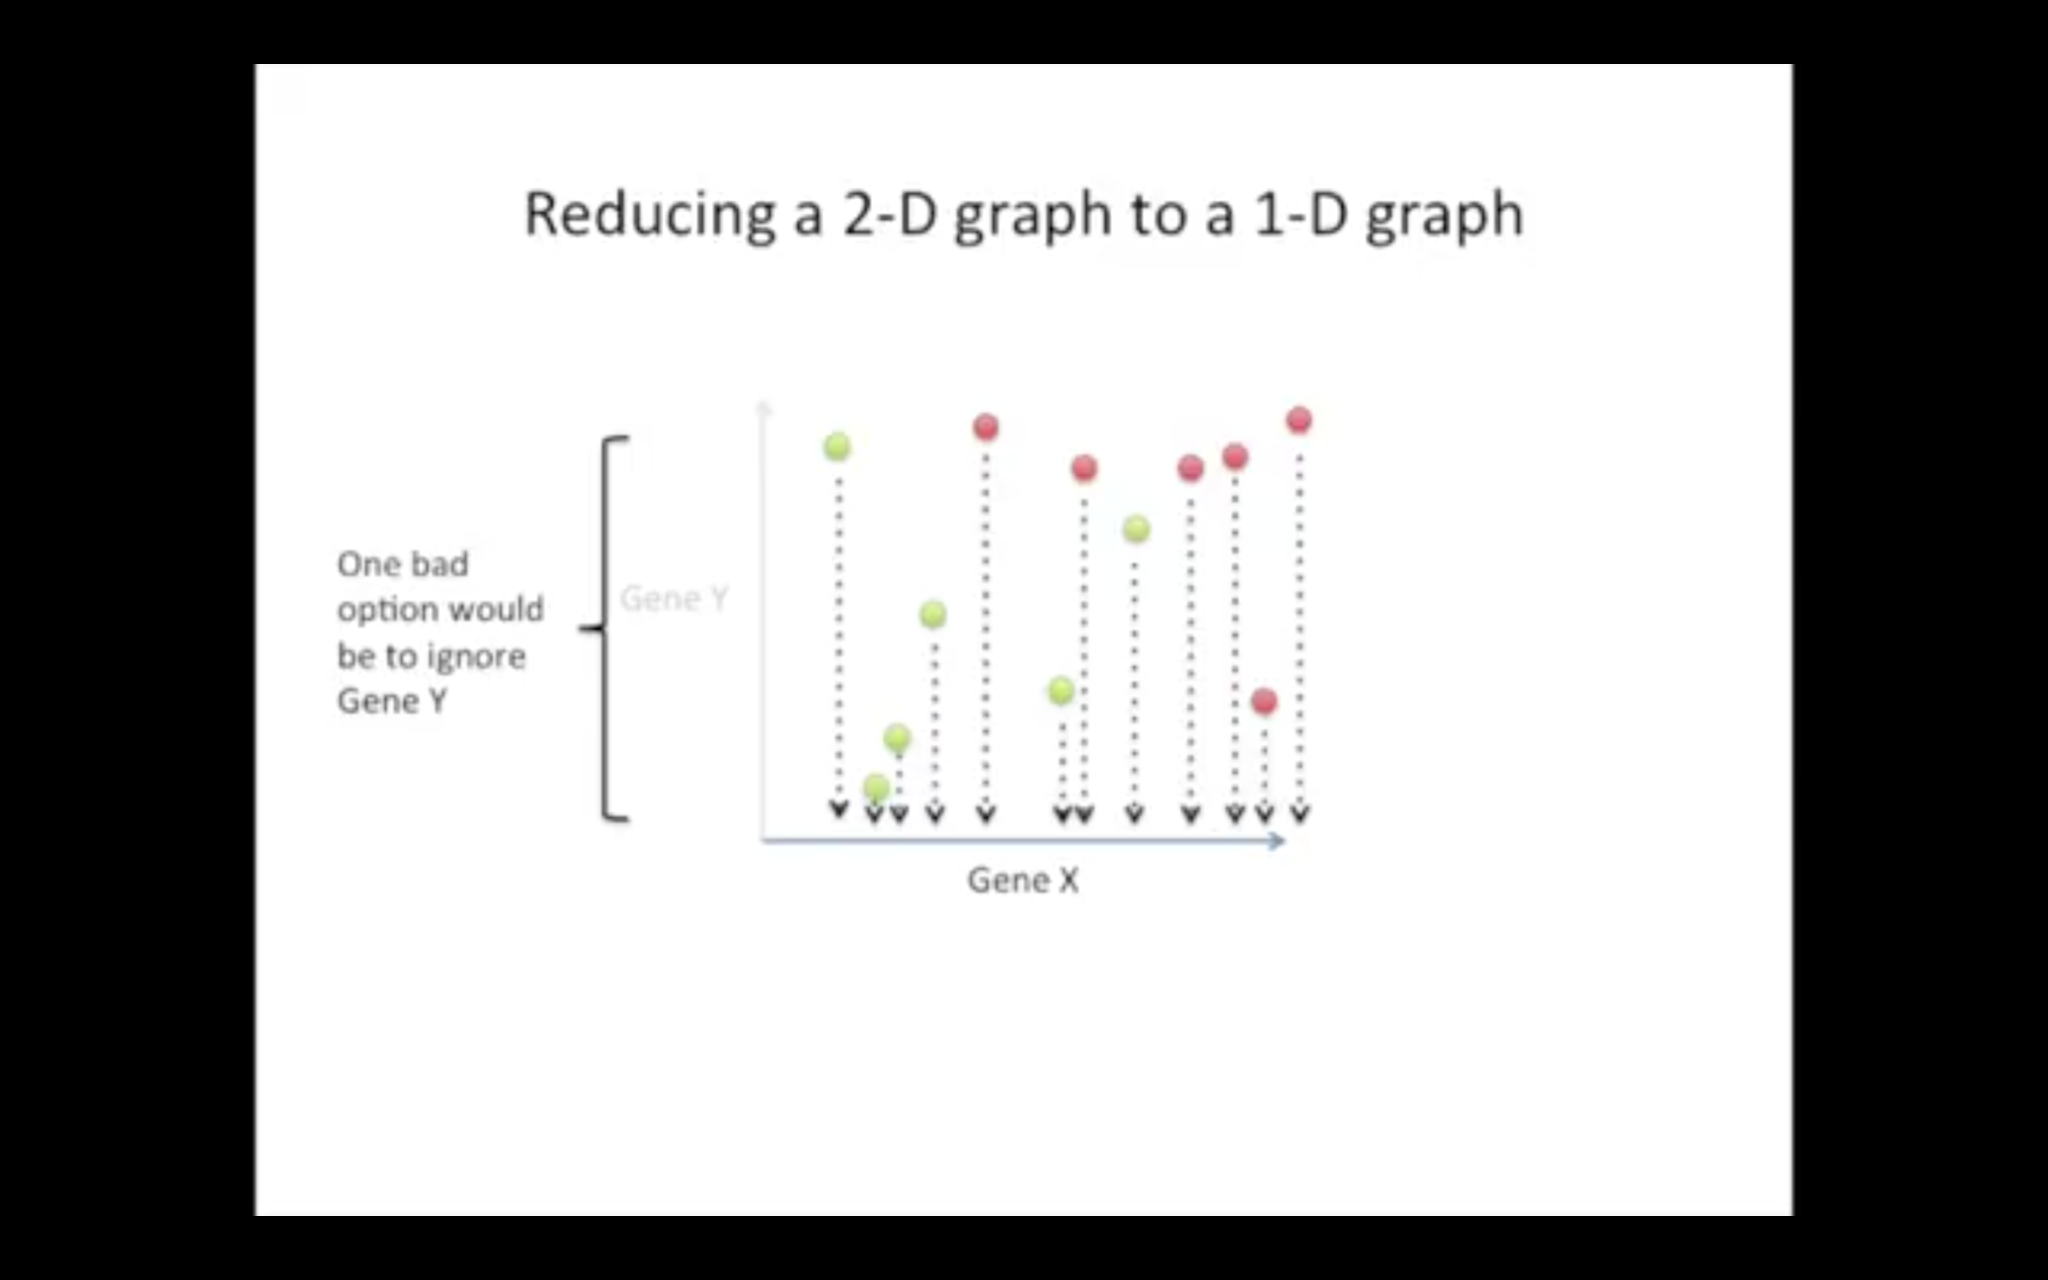 Reducing a 2-D graph to a 1-D graph
One bad
option would
be to ignore
Gene Y
Gene Y
Gene X